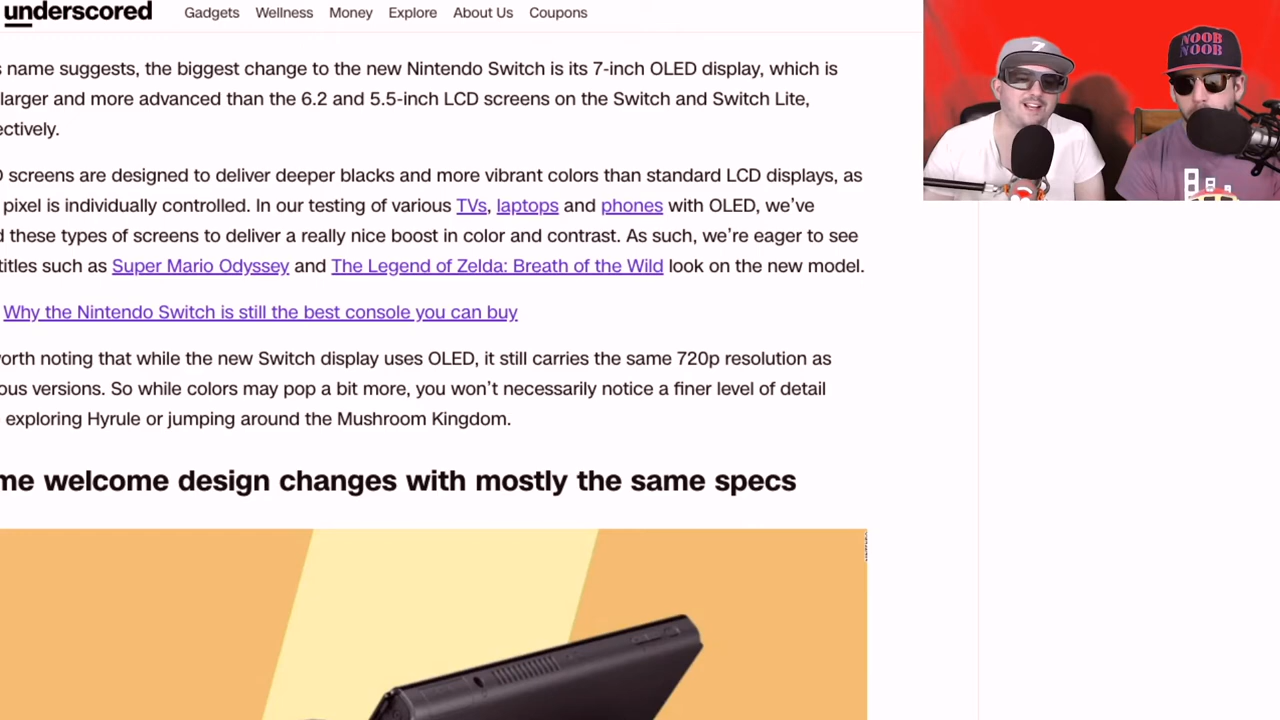 underscored
Gadgets Wellness Money Explore About Us Coupons
name suggests, the biggest change to the new Nintendo Switch is its 7-inch OLED display, which is
larger and more advanced than the 6.2 and 5.5-inch LCD screens on the Switch and Switch Lite,
ectively.
screens are designed to deliver deeper blacks and more vibrant colors than standard LCD displays, as
pixel is individually controlled. In our testing of various TVs, laptops and phones with OLED, we’ve
these types of screens to deliver a really nice boost in color and contrast. As such, we’re eager to see
titles such as Super Mario Odyssey and The Legend of Zelda: Breath of the Wild look on the new model.
Why the Nintendo Switch is still the best console you can buy
orth noting that while the new Switch display uses OLED, it still carries the same 720p resolution as
ous versions. So while colors may pop a bit more, you won’t necessarily notice a finer level of detail
exploring Hyrule or jumping around the Mushroom Kingdom.
me welcome design changes with mostly the same specs
NOOB
NOOB